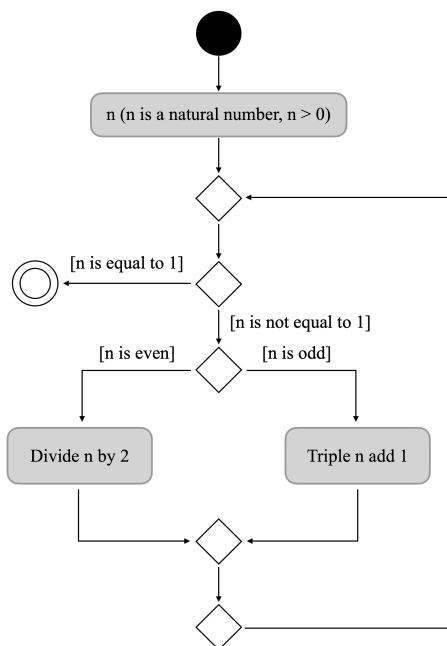 n (n is a natural number, n > 0)
[n is equal to 1]
[n is not equal to 1]
[n is even]
[n is odd]
Divide n by 2
Triple n add 1